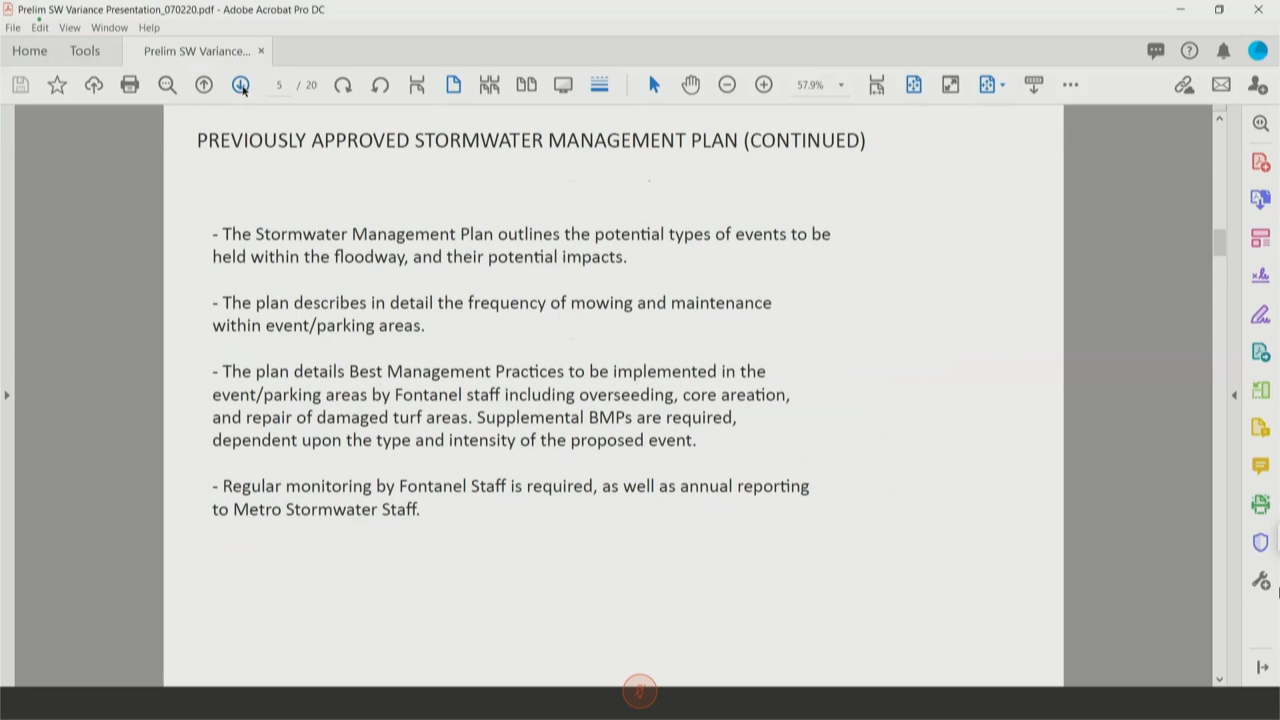 Prelim SW Variance Presentation_070220.pdf - Adobe Acrobat Pro DC
File Edit View Window Help
Home Tools Prelim SW Variance... ×
5 / 20 57.9%
PREVIOUSLY APPROVED STORMWATER MANAGEMENT PLAN (CONTINUED)
- The Stormwater Management Plan outlines the potential types of events to be
held within the floodway, and their potential impacts.
- The plan describes in detail the frequency of mowing and maintenance
within event/parking areas.
- The plan details Best Management Practices to be implemented in the
event/parking areas by Fontanel staff including overseeding, core areation,
and repair of damaged turf areas. Supplemental BMPs are required,
dependent upon the type and intensity of the proposed event.
- Regular monitoring by Fontanel Staff is required, as well as annual reporting
to Metro Stormwater Staff.